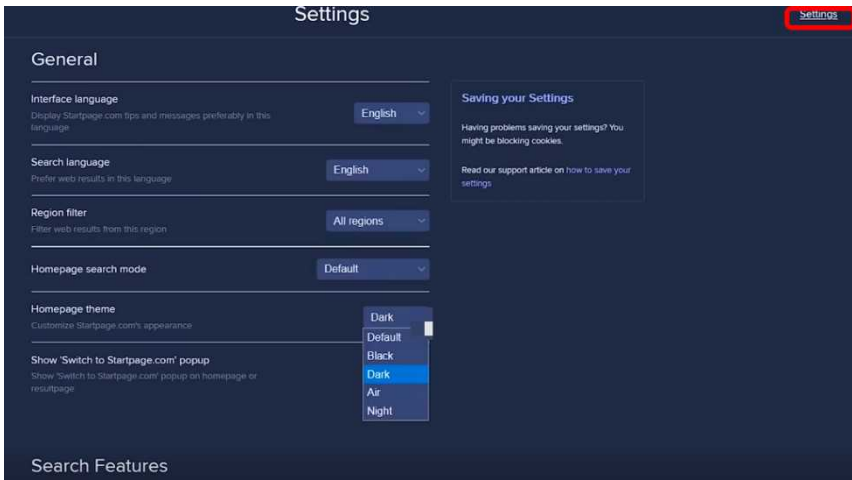 Settings
Settings
General
Interface language
Display Startpage.com tips and messages preferably in this
language
English
Search language
Prefer web results in this language
English
Region filter
Filter web results from this region
All regions
Homepage search mode
Default
Homepage theme
Customize Startpage.com's appearance
Dark
Default
Black
Dark
Air
Night
Show 'Switch to Startpage.com' popup
Show 'Switch to Startpage.com' popup on homepage or
resultpage
Saving your Settings
Having problems saving your settings? You
might be blocking cookies.
Read our support article on how to save your
settings
Search Features